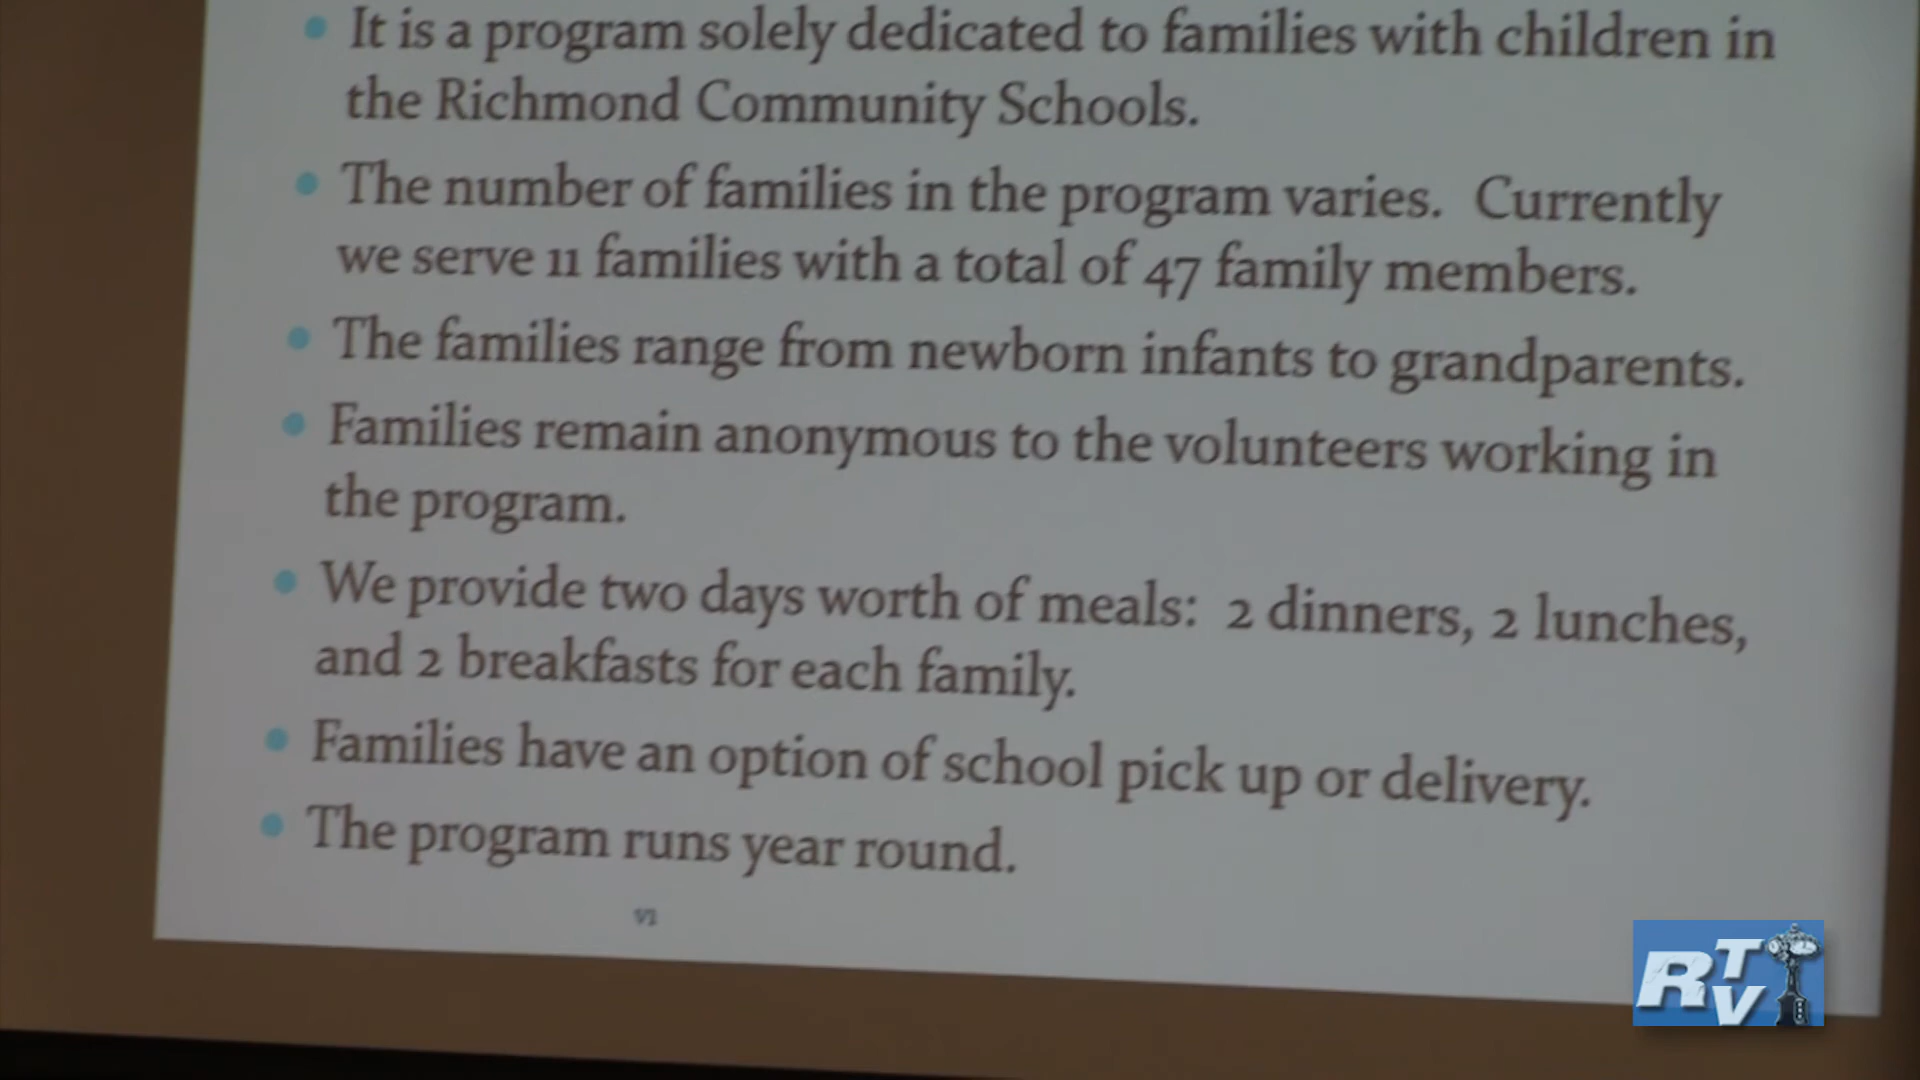 It is a program solely dedicated to families with children in
the Richmond Community Schools.
The number of families in the program varies.  Currently
we serve 11 families with a total of 47 family members.
The families range from newborn infants to grandparents.
Families remain anonymous to the volunteers working in
the program.
We provide two days worth of meals:  2 dinners, 2 lunches,
and 2 breakfasts for each family.
Families have an option of school pick up or delivery.
The program runs year round.
VI
RTV